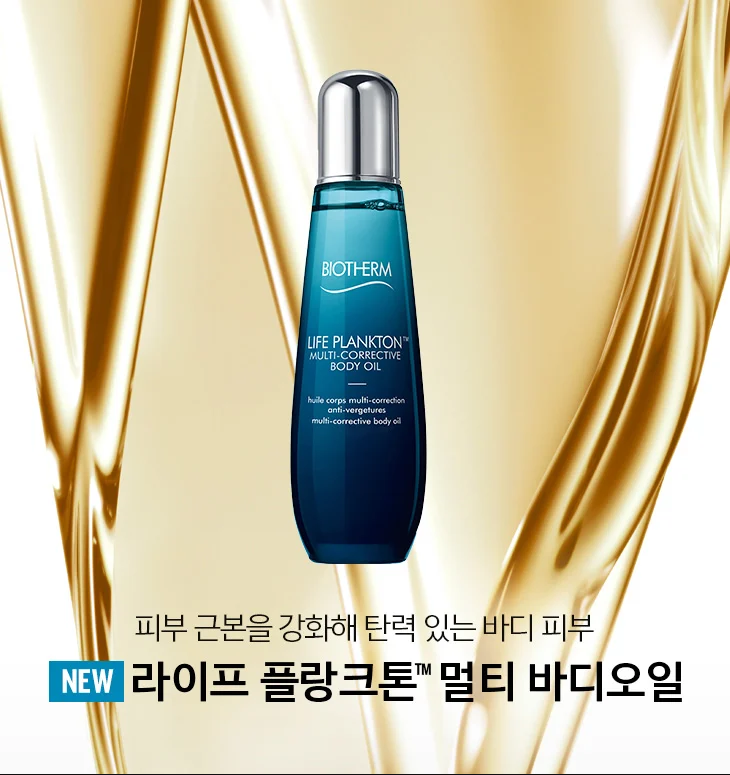 BIOTHERM
LIFE PLANKTON™
MULTI-CORRECTIVE
BODY OIL
huile corps multi-correction
anti-vergetures
multi-corrective body oil
피부 근본을 강화해 탄력 있는 바디 피부
NEW 라이프 플랑크톤™ 멀티 바디오일